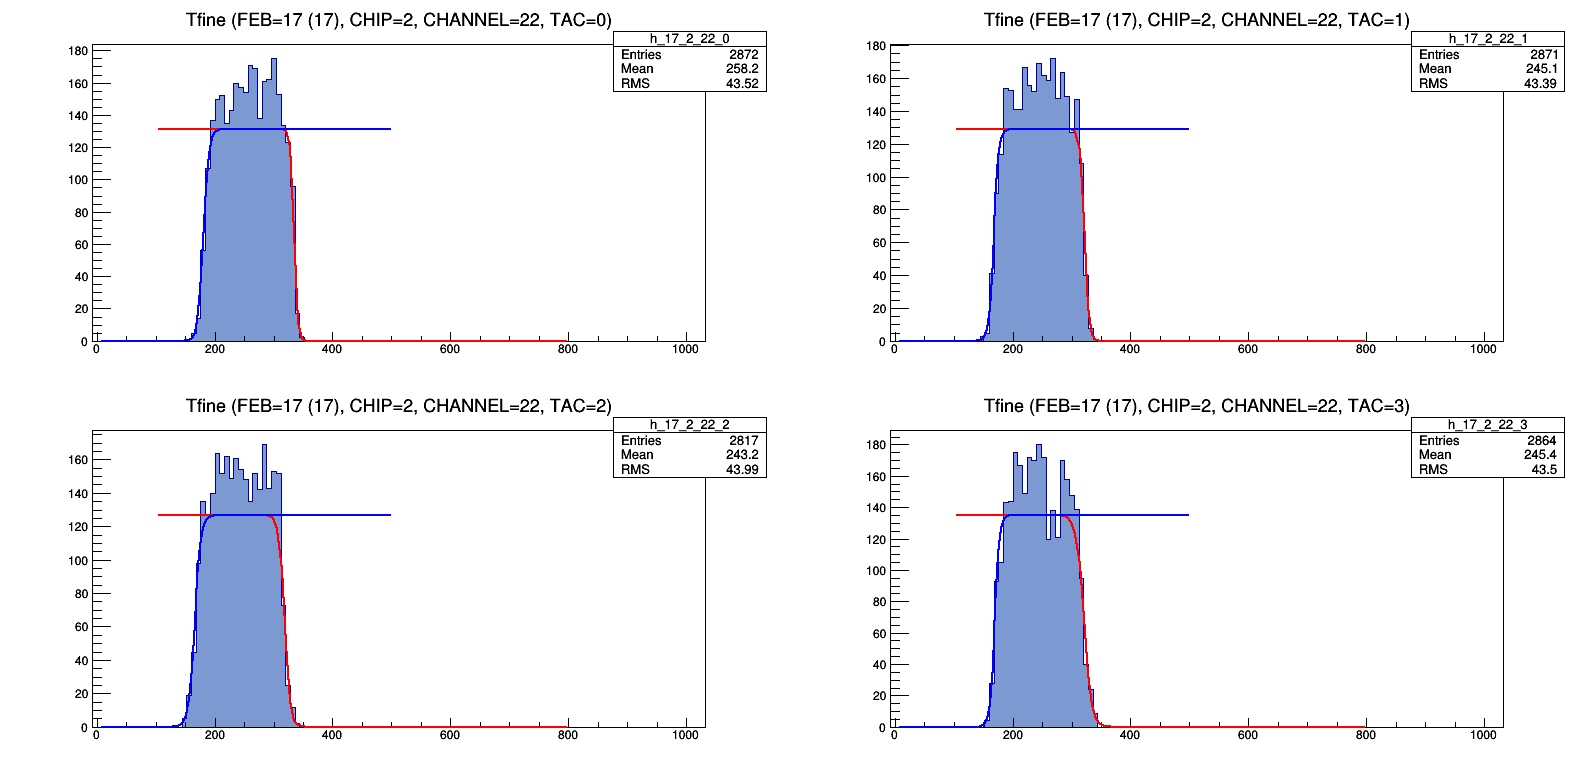 Tfine (FEB=17 (17), CHIP=2, CHANNEL=22, TAC=0)
h_17_2_22_0
Entries 2872
Mean 258.2
RMS 43.52
180
160
140
120
100
80
60
40
20
0
0 200 400 600 800 1000
Tfine (FEB=17 (17), CHIP=2, CHANNEL=22, TAC=1)
h_17_2_22_1
Entries 2871
Mean 245.1
RMS 43.39
180
160
140
120
100
80
60
40
20
0
0 200 400 600 800 1000
Tfine (FEB=17 (17), CHIP=2, CHANNEL=22, TAC=2)
h_17_2_22_2
Entries 2817
Mean 243.2
RMS 43.99
160
140
120
100
80
60
40
20
0
0 200 400 600 800 1000
Tfine (FEB=17 (17), CHIP=2, CHANNEL=22, TAC=3)
h_17_2_22_3
Entries 2864
Mean 245.4
RMS 43.5
180
160
140
120
100
80
60
40
20
0
0 200 400 600 800 1000